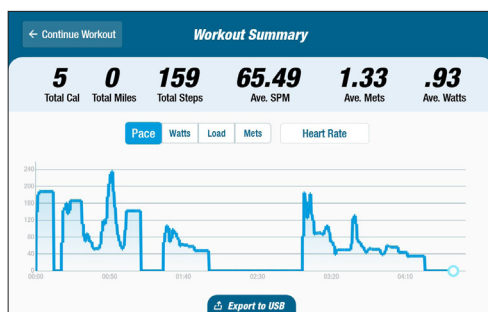 ← Continue Workout
Workout Summary
5 0 159 65.49 1.33 .93
Total Cal Total Miles Total Steps Ave. SPM Ave. Mets Ave. Watts
Pace Watts Load Mets Heart Rate
240
200
160
120
80
40
0
00:00 00:50 01:40 02:30 03:20 04:10
Export to USB